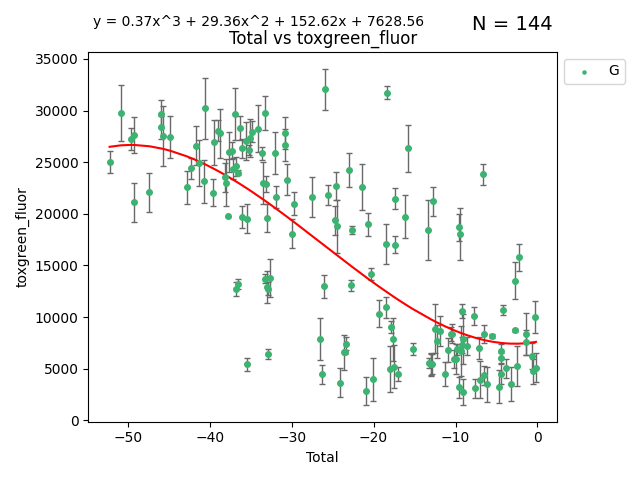 y = 0.37x^3 + 29.36x^2 + 152.62x + 7628.56
N = 144
Total vs toxgreen_fluor
G
35000
30000
25000
20000
15000
10000
5000
0
toxgreen_fluor
−50 −40 −30 −20 −10 0
Total